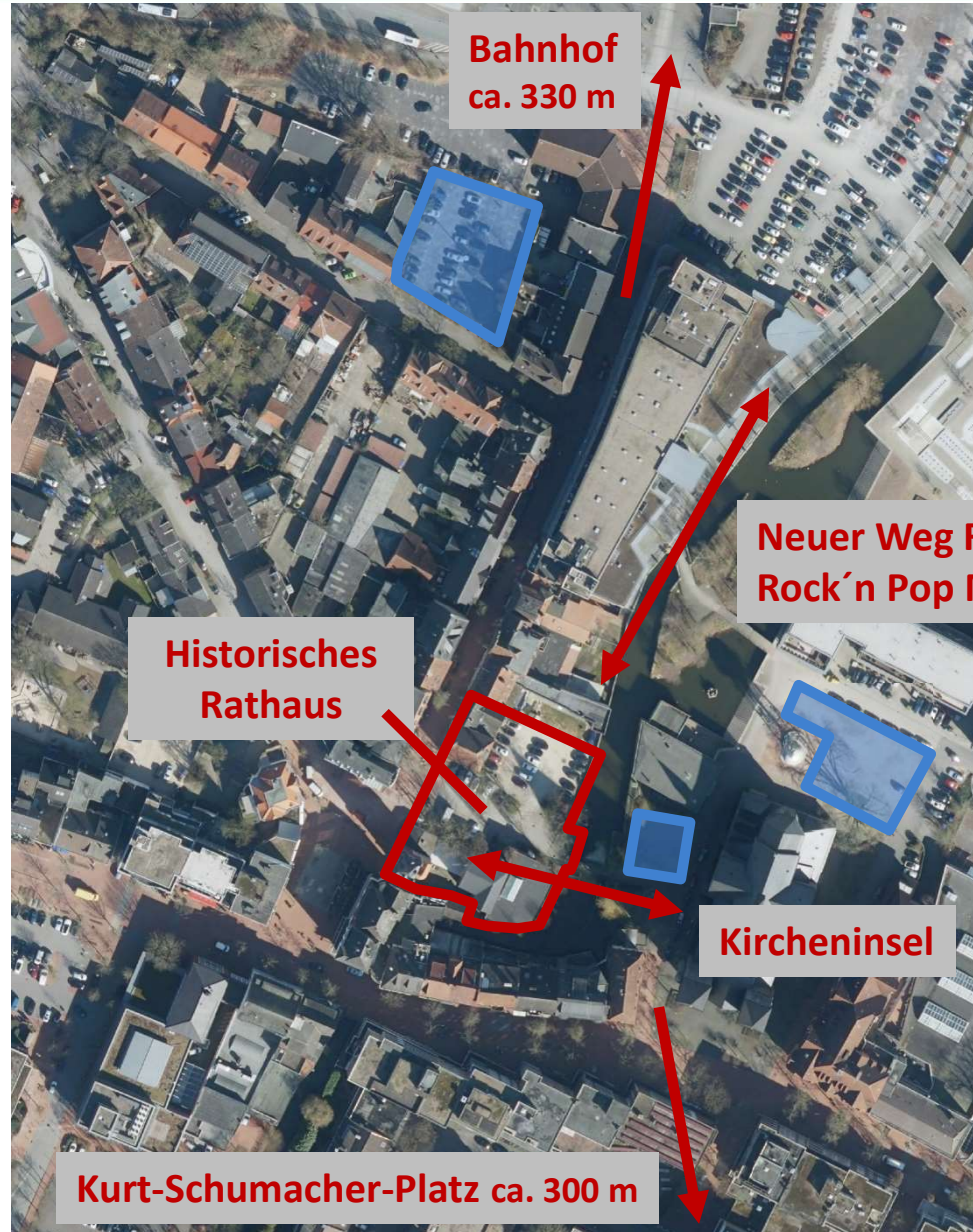 Bahnhof
ca. 330 m
Neuer Weg
Rock´n Pop
Historisches
Rathaus
Kircheninsel
Kurt-Schumacher-Platz ca. 300 m